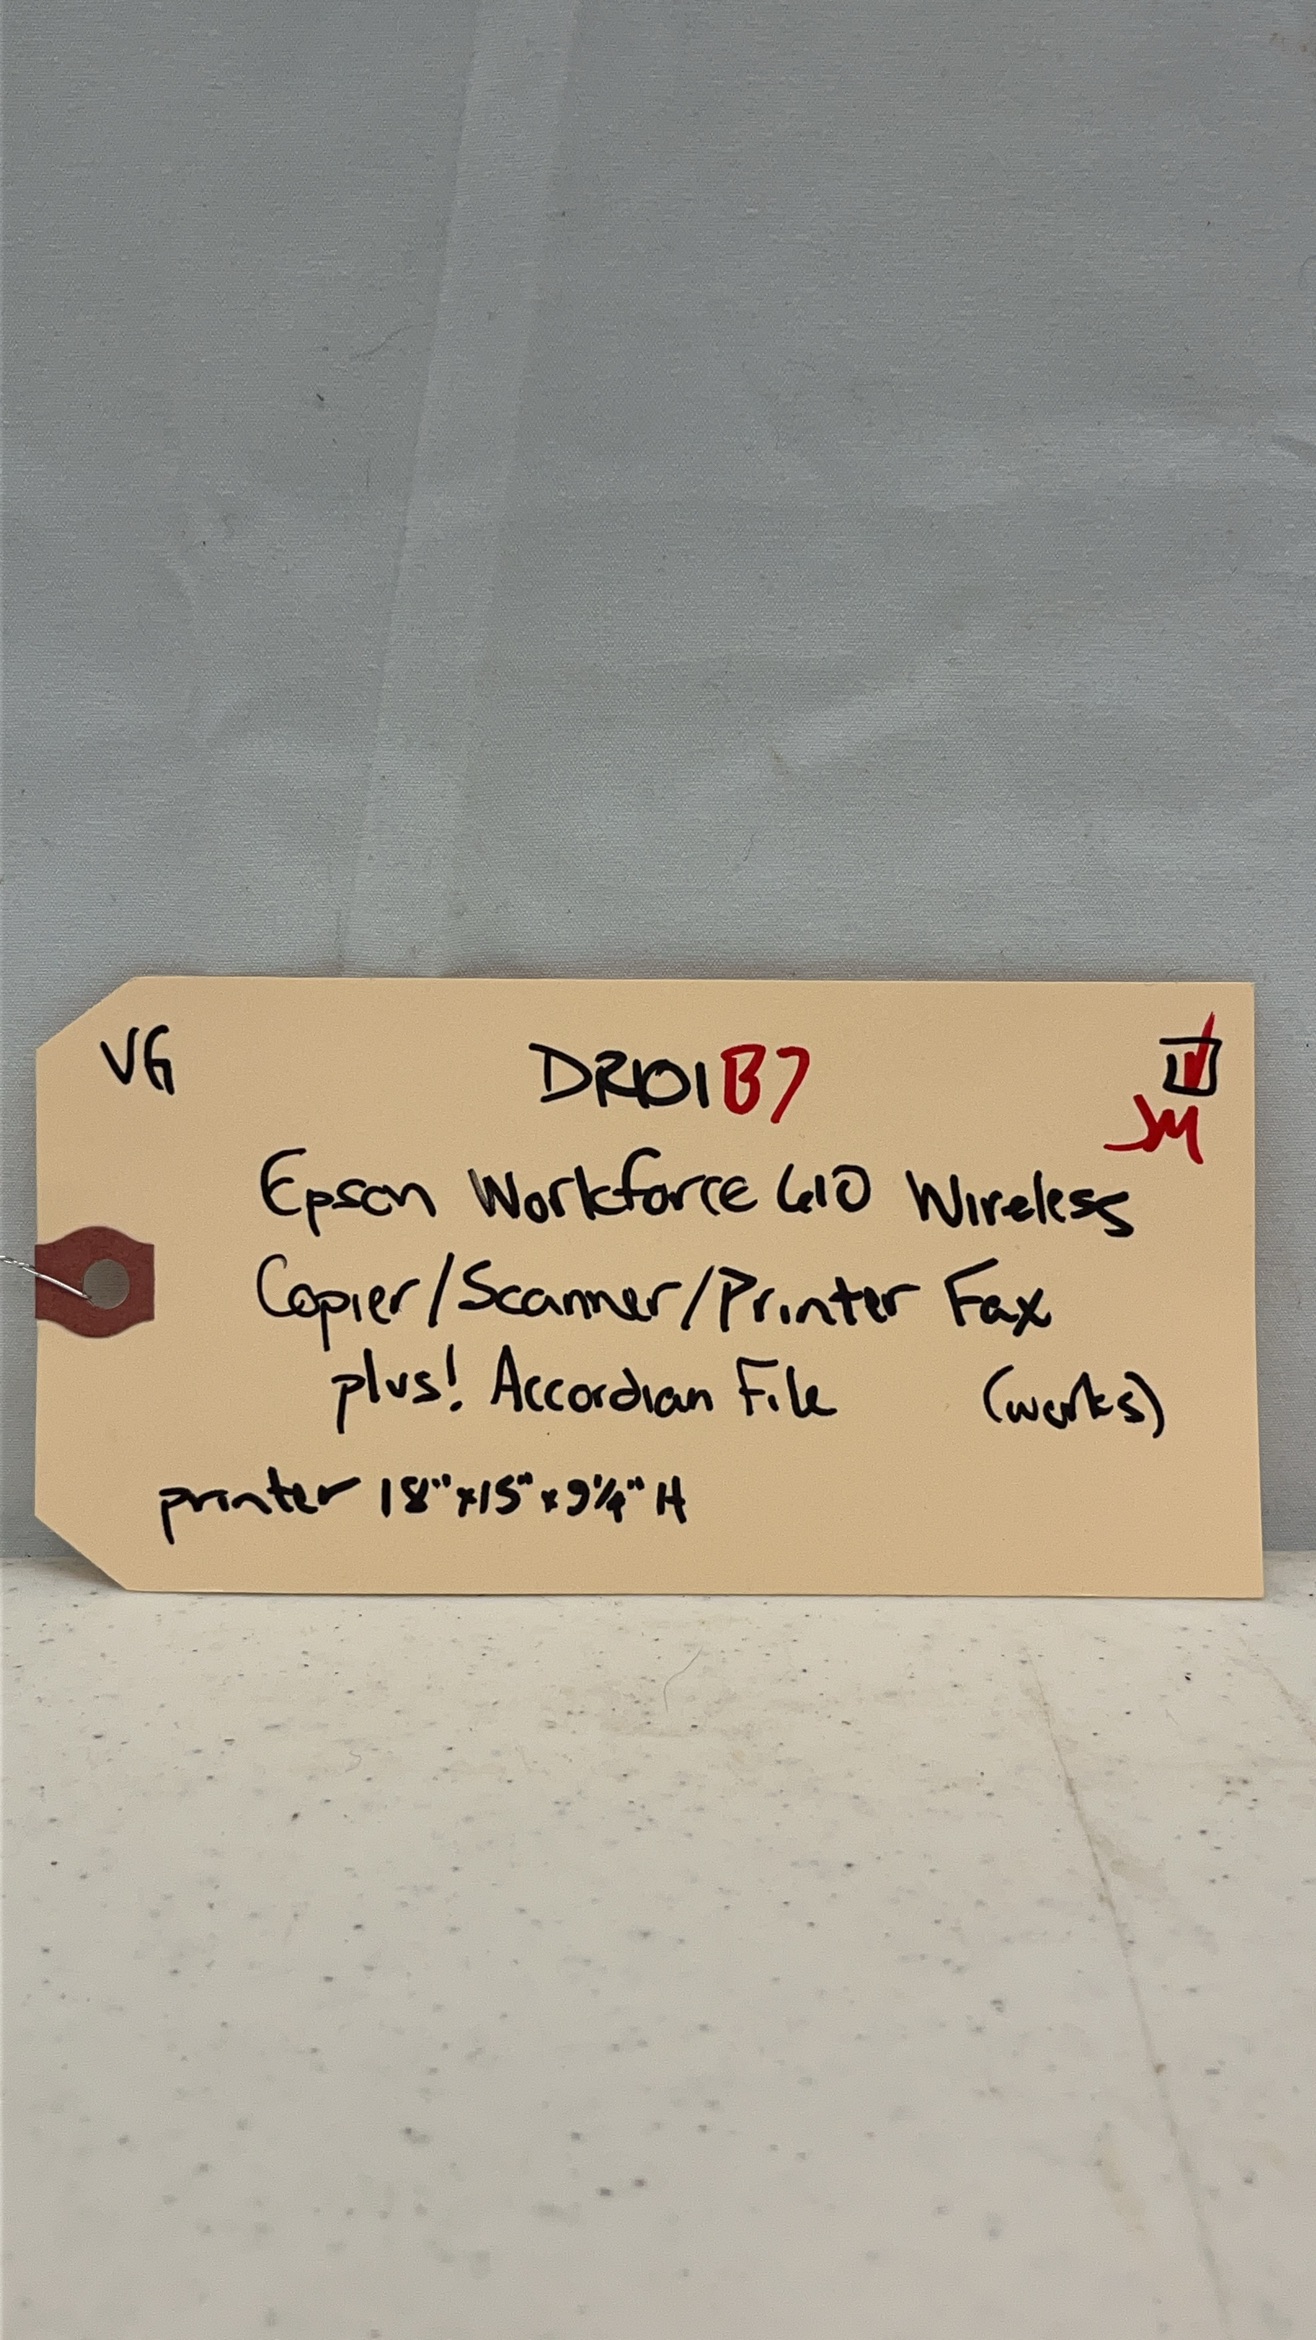 VG DR101B7
JM
Epson Workforce 610 Wireless
Copier/Scanner/Printer Fax
plus! Accordian File (works)
printer 18"x15"x9¼" H